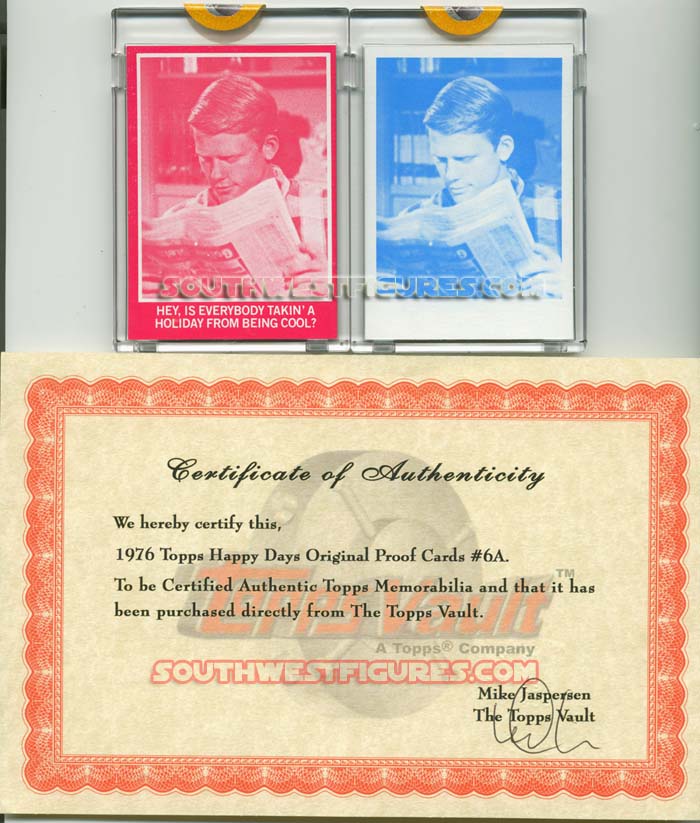 HEY, IS EVERYBODY TAKIN' A
HOLIDAY FROM BEING COOL?
SOUTHWESTFIGURES.COM
Certificate of Authenticity
We hereby certify this,
1976 Topps Happy Days Original Proof Cards #6A.
To be Certified Authentic Topps Memorabilia and that it has
been purchased directly from The Topps Vault.
Topps Vault™
A Topps® Company
SOUTHWESTFIGURES.COM
Mike Jaspersen
The Topps Vault